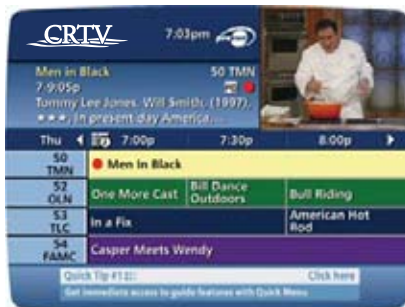 CRTV
7:03pm
Men in Black 50 TMN
7-9:05p
Tommy Lee Jones, Will Smith, (1997),
★★★, In present-day America,...
Thu 7:00p 7:30p 8:00p
50 TMN
Men in Black
52 OLN
One More Cast
Bill Dance Outdoors
Bull Riding
53 TLC
In a Fix
American Hot Rod
54 FAMC
Casper Meets Wendy
Quick Tip #1 Click here
Get immediate access to guide features with Quick Menu